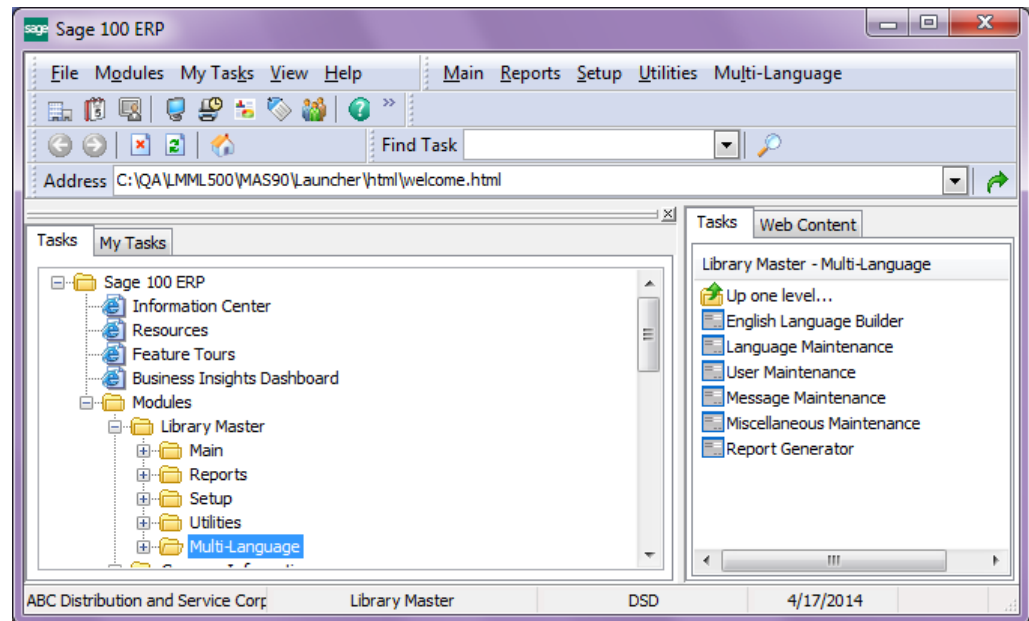 sage Sage 100 ERP
File Modules My Tasks View Help Main Reports Setup Utilities Multi-Language
Find Task
Address C:\QA\LMML500\MAS90\Launcher\html\welcome.html
Tasks My Tasks
Sage 100 ERP
Information Center
Resources
Feature Tours
Business Insights Dashboard
Modules
Library Master
Main
Reports
Setup
Utilities
Multi-Language
Tasks Web Content
Library Master - Multi-Language
Up one level...
English Language Builder
Language Maintenance
User Maintenance
Message Maintenance
Miscellaneous Maintenance
Report Generator
ABC Distribution and Service Corp Library Master DSD 4/17/2014